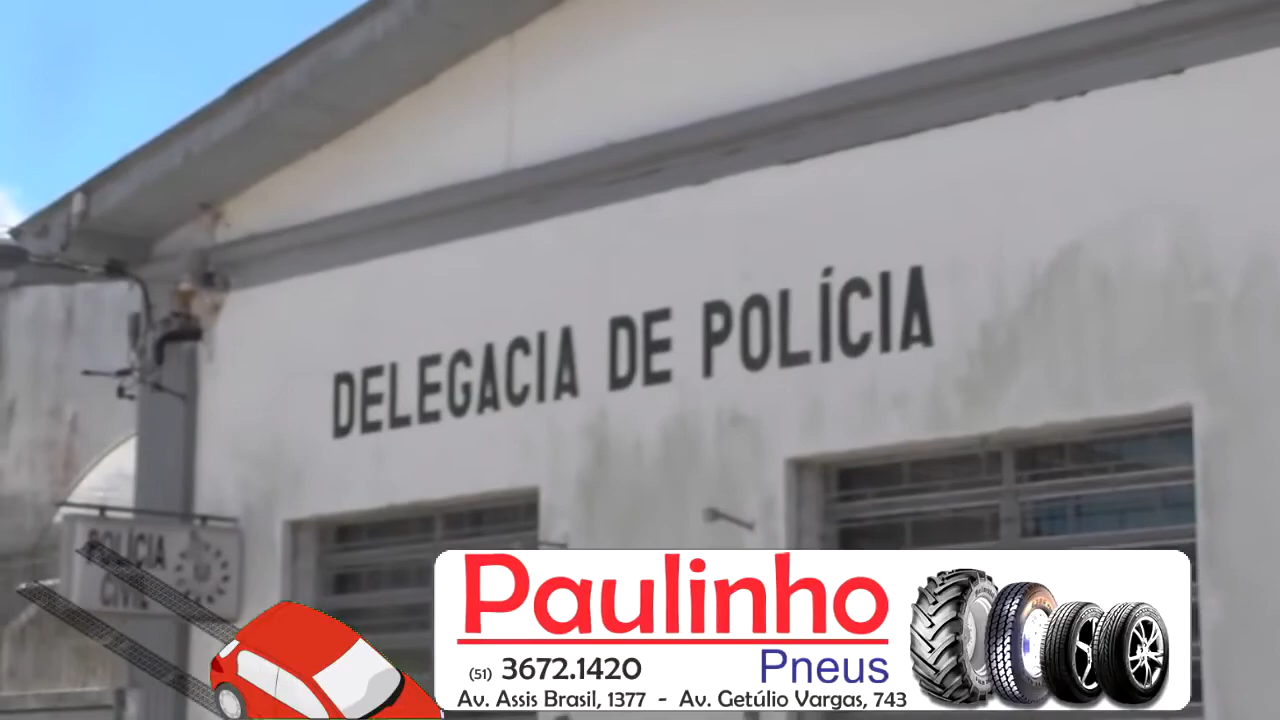 DELEGACIA DE POLÍCIA
POLÍCIA
CIVIL
Paulinho
Pneus
(51) 3672.1420
Av. Assis Brasil, 1377 - Av. Getúlio Vargas, 743